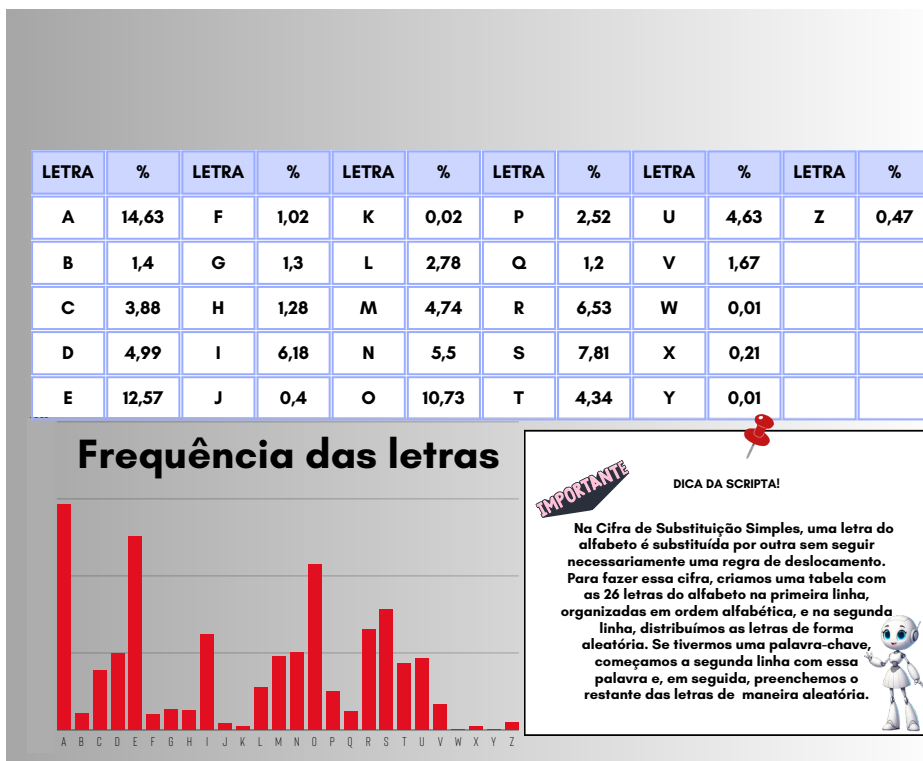 LETRA % LETRA % LETRA % LETRA % LETRA % LETRA %
A 14,63 F 1,02 K 0,02 P 2,52 U 4,63 Z 0,47
B 1,4 G 1,3 L 2,78 Q 1,2 V 1,67
C 3,88 H 1,28 M 4,74 R 6,53 W 0,01
D 4,99 I 6,18 N 5,5 S 7,81 X 0,21
E 12,57 J 0,4 O 10,73 T 4,34 Y 0,01
Frequência das letras
A B C D E F G H I J K L M N O P Q R S T U V W X Y Z
IMPORTANTE
DICA DA SCRIPTA!
Na Cifra de Substituição Simples, uma letra do
alfabeto é substituída por outra sem seguir
necessariamente uma regra de deslocamento.
Para fazer essa cifra, criamos uma tabela com
as 26 letras do alfabeto na primeira linha,
organizadas em ordem alfabética, e na segunda
linha, distribuímos as letras de forma
aleatória. Se tivermos uma palavra-chave,
começamos a segunda linha com essa
palavra e, em seguida, preenchemos o
restante das letras de maneira aleatória.